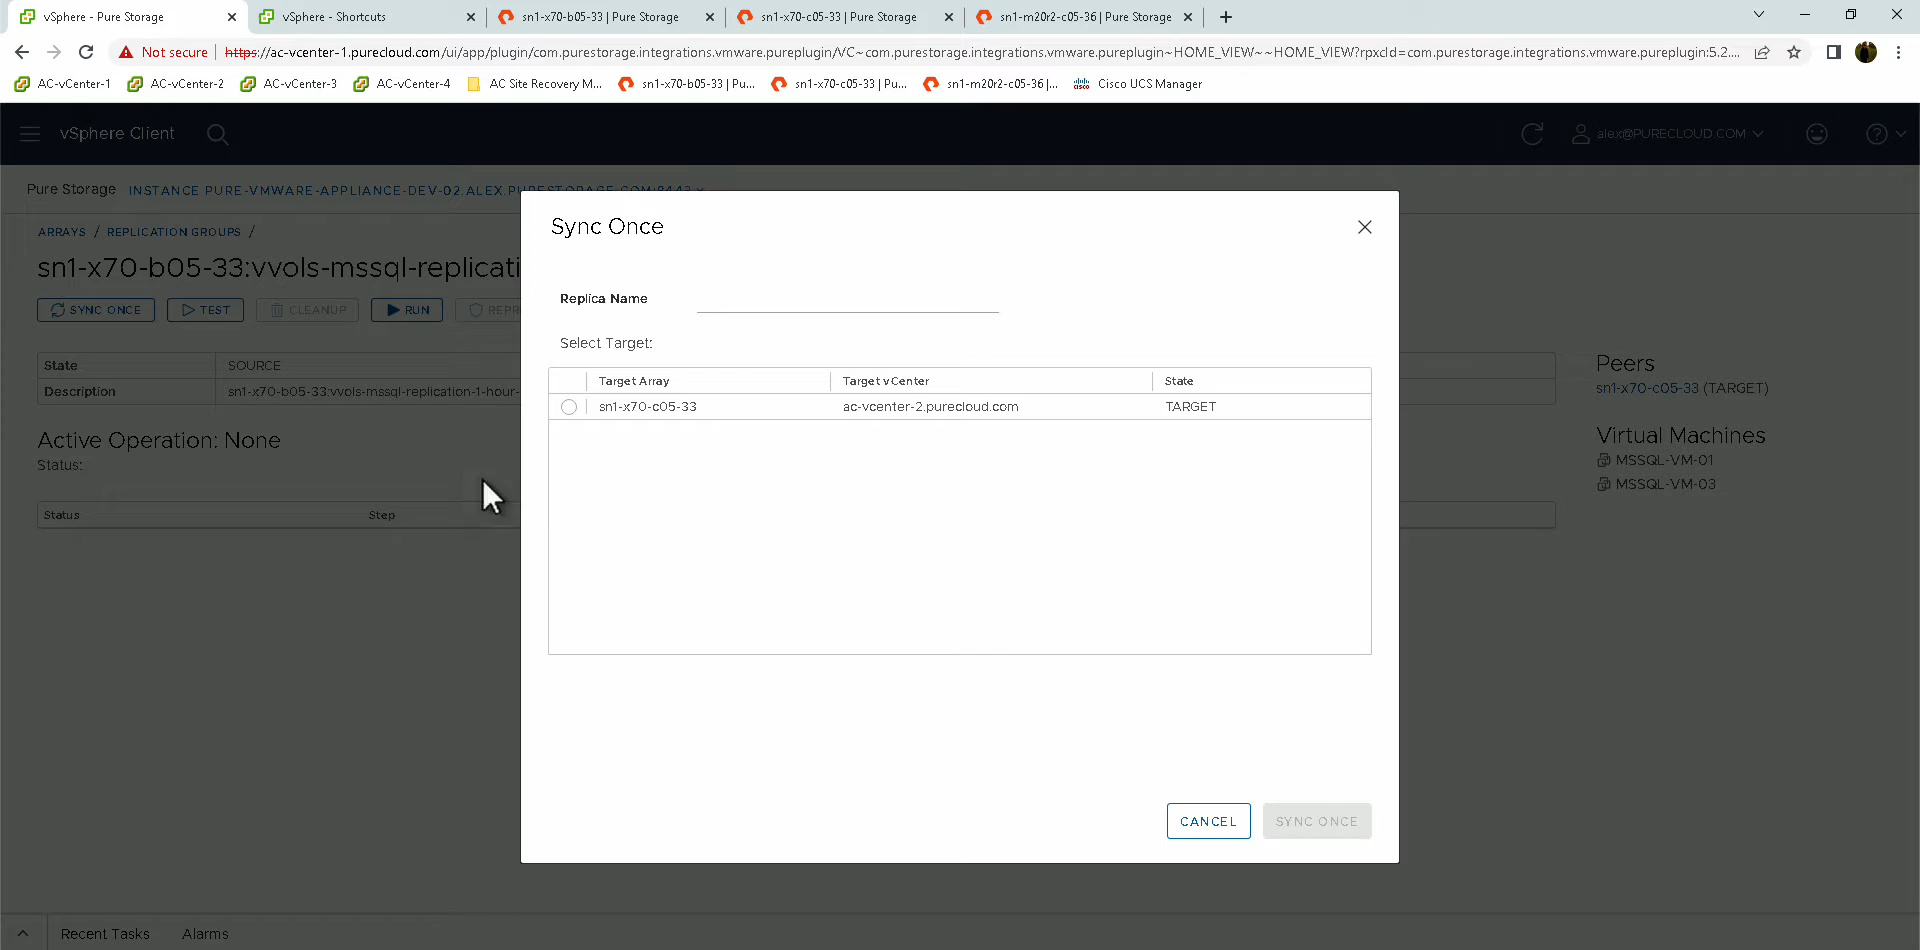 vSphere - Pure Storage
vSphere - Shortcuts
sn1-x70-b05-33 | Pure Storage
sn1-x70-c05-33 | Pure Storage
sn1-m20r2-c05-36 | Pure Storage
Not secure
https://ac-vcenter-1.purecloud.com/ui/app/plugin/com.purestorage.integrations.vmware.pureplugin/VC~com.purestorage.integrations.vmware.pureplugin~HOME_VIEW~~HOME_VIEW?rpxcId=com.purestorage.integrations.vmware.pureplugin:5.2....
AC-vCenter-1
AC-vCenter-2
AC-vCenter-3
AC-vCenter-4
AC Site Recovery M...
sn1-x70-b05-33 | Pu...
sn1-x70-c05-33 | Pu...
sn1-m20r2-c05-36 |...
Cisco UCS Manager
vSphere Client
alex@PURECLOUD.COM
Pure Storage
INSTANCE PURE-VMWARE-APPLIANCE-DEV-02.ALEX.PURESTORAGE.COM:8443
ARRAYS / REPLICATION GROUPS /
sn1-x70-b05-33:vvols-mssql-replicati
SYNC ONCE
TEST
CLEANUP
RUN
REPR
State
SOURCE
Description
sn1-x70-b05-33:vvols-mssql-replication-1-hour-
Active Operation: None
Status:
Status
Step
Sync Once
Replica Name
Select Target:
Target Array
Target vCenter
State
sn1-x70-c05-33
ac-vcenter-2.purecloud.com
TARGET
CANCEL
SYNC ONCE
Peers
sn1-x70-c05-33 (TARGET)
Virtual Machines
MSSQL-VM-01
MSSQL-VM-03
Recent Tasks
Alarms